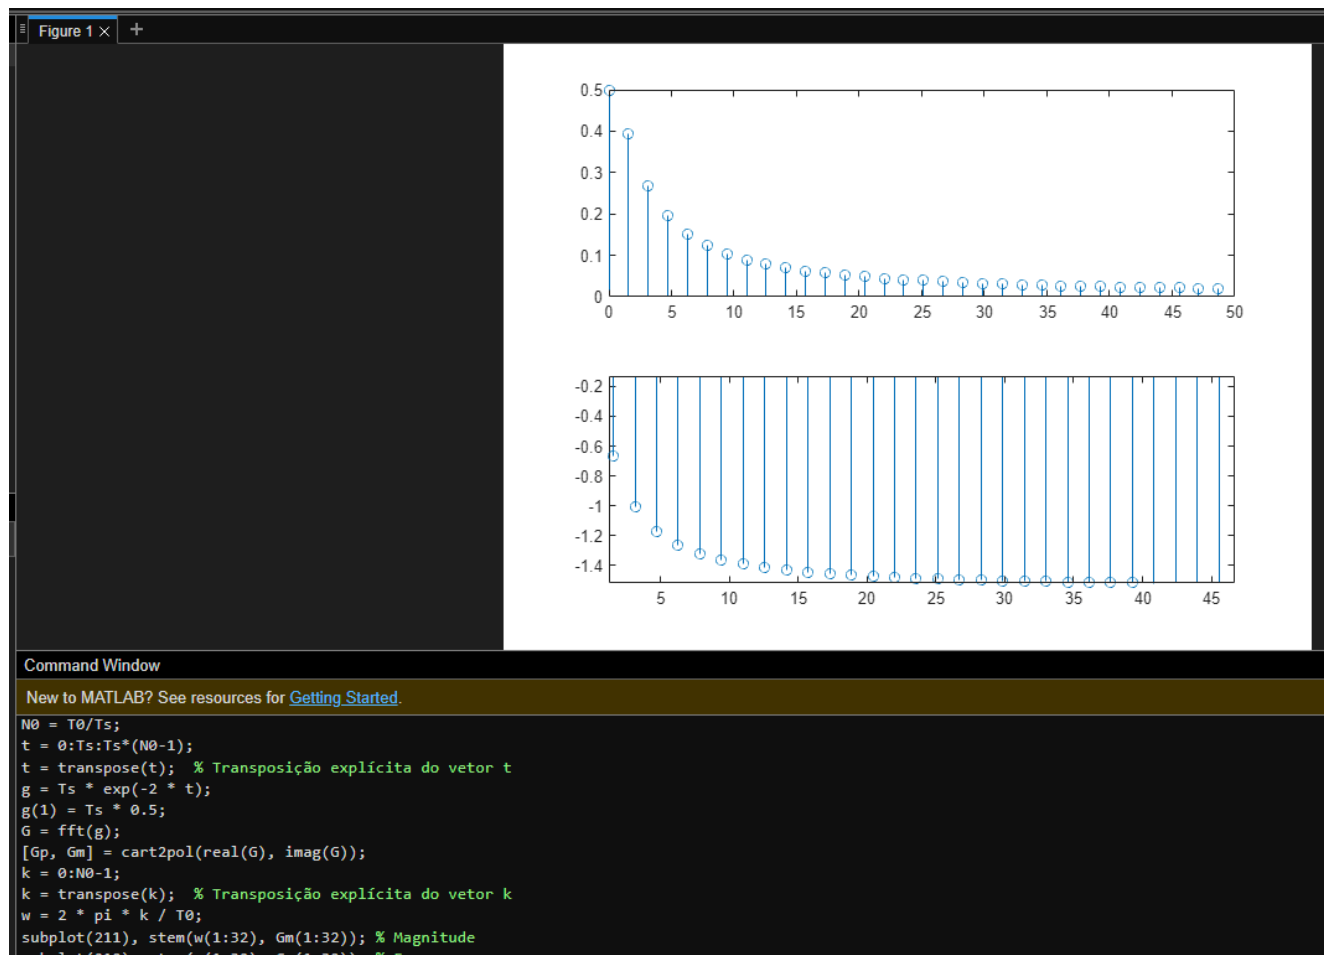 Figure 1 × +
0.5
0.4
0.3
0.2
0.1
0
0 5 10 15 20 25 30 35 40 45 50
-0.2
-0.4
-0.6
-0.8
-1
-1.2
-1.4
5 10 15 20 25 30 35 40 45
Command Window
New to MATLAB? See resources for Getting Started.
N0 = T0/Ts;
t = 0:Ts:Ts*(N0-1);
t = transpose(t);  % Transposição explícita do vetor t
g = Ts * exp(-2 * t);
g(1) = Ts * 0.5;
G = fft(g);
[Gp, Gm] = cart2pol(real(G), imag(G));
k = 0:N0-1;
k = transpose(k);  % Transposição explícita do vetor k
w = 2 * pi * k / T0;
subplot(211), stem(w(1:32), Gm(1:32)); % Magnitude